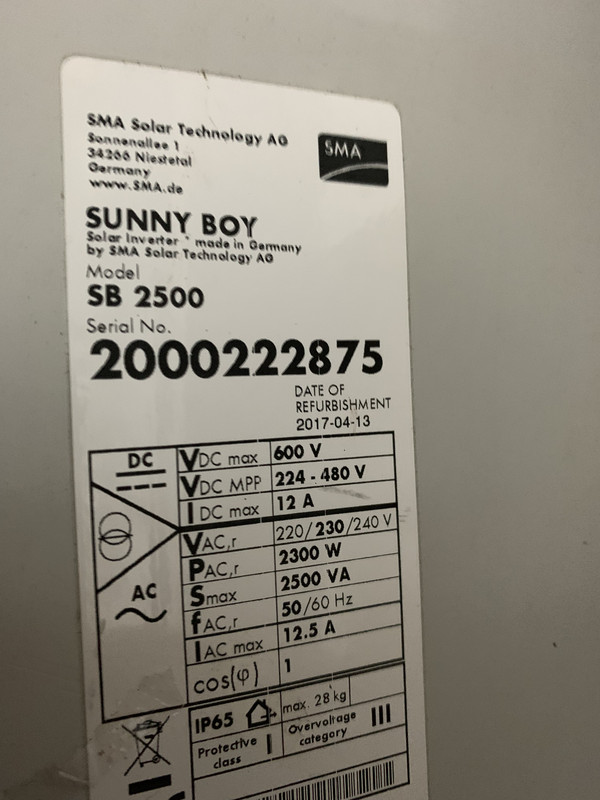 SMA Solar Technology AG
Sonnenallee 1
34266 Niestetal
Germany
www.SMA.de
SMA
SUNNY BOY
Solar Inverter * made in Germany
by SMA Solar Technology AG
Model
SB 2500
Serial No.
2000222875
DATE OF
REFURBISHMENT
2017-04-13
DC
VDC max 600 V
VDC MPP 224 - 480 V
IDC max 12 A
VAC,r 220/230/240 V
PAC,r 2300 W
AC
Smax 2500 VA
fAC,r 50/60 Hz
IAC max 12.5 A
cos(φ) 1
IP65 max. 28 kg
Protective class I Overvoltage category III